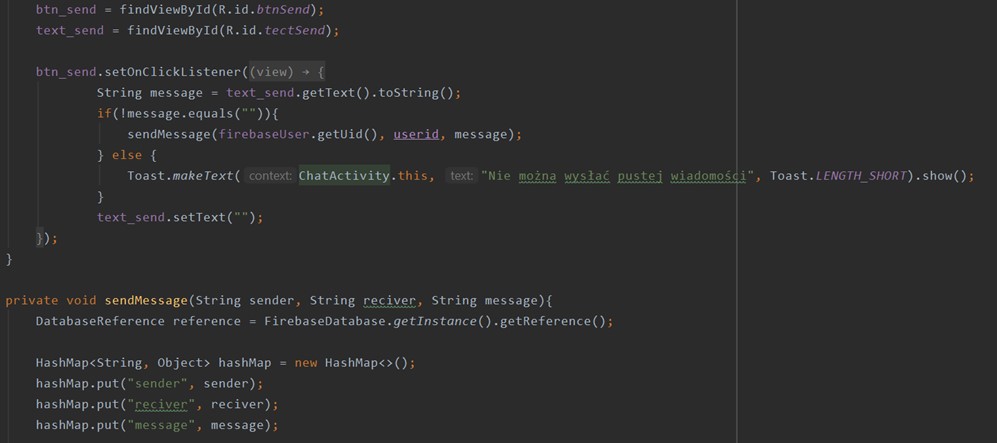 btn_send = findViewById(R.id.btnSend);
text_send = findViewById(R.id.tectSend);
btn_send.setOnClickListener((view) → {
String message = text_send.getText().toString();
if(!message.equals("")){
sendMessage(firebaseUser.getUid(), userid, message);
} else {
Toast.makeText( context: ChatActivity.this, text: "Nie można wysłać pustej wiadomości", Toast.LENGTH_SHORT).show();
}
text_send.setText("");
});
}
private void sendMessage(String sender, String reciver, String message){
DatabaseReference reference = FirebaseDatabase.getInstance().getReference();
HashMap<String, Object> hashMap = new HashMap<>();
hashMap.put("sender", sender);
hashMap.put("reciver", reciver);
hashMap.put("message", message);